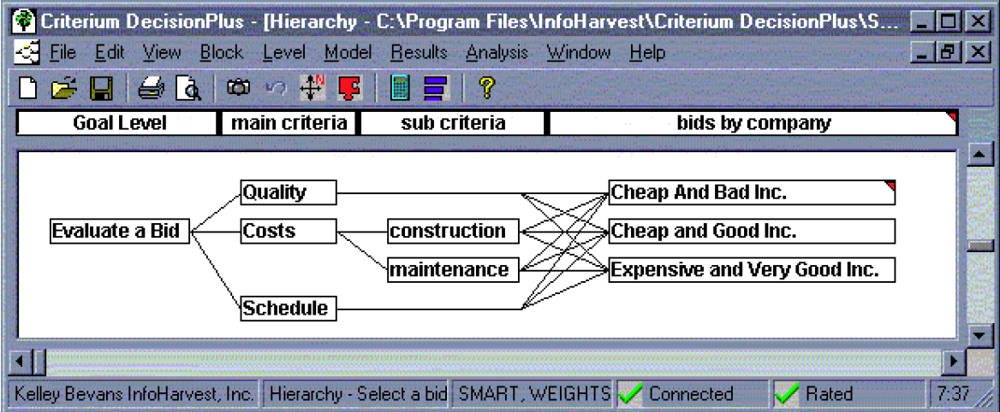 Criterium DecisionPlus - [Hierarchy - C:\Program Files\InfoHarvest\Criterium DecisionPlus\S...
File Edit View Block Level Model Results Analysis Window Help
N ?
Goal Level main criteria sub criteria bids by company
Quality Cheap And Bad Inc.
Evaluate a Bid Costs construction Cheap and Good Inc.
maintenance Expensive and Very Good Inc.
Schedule
Kelley Bevans InfoHarvest, Inc. Hierarchy - Select a bid SMART, WEIGHTS Connected Rated 7:37